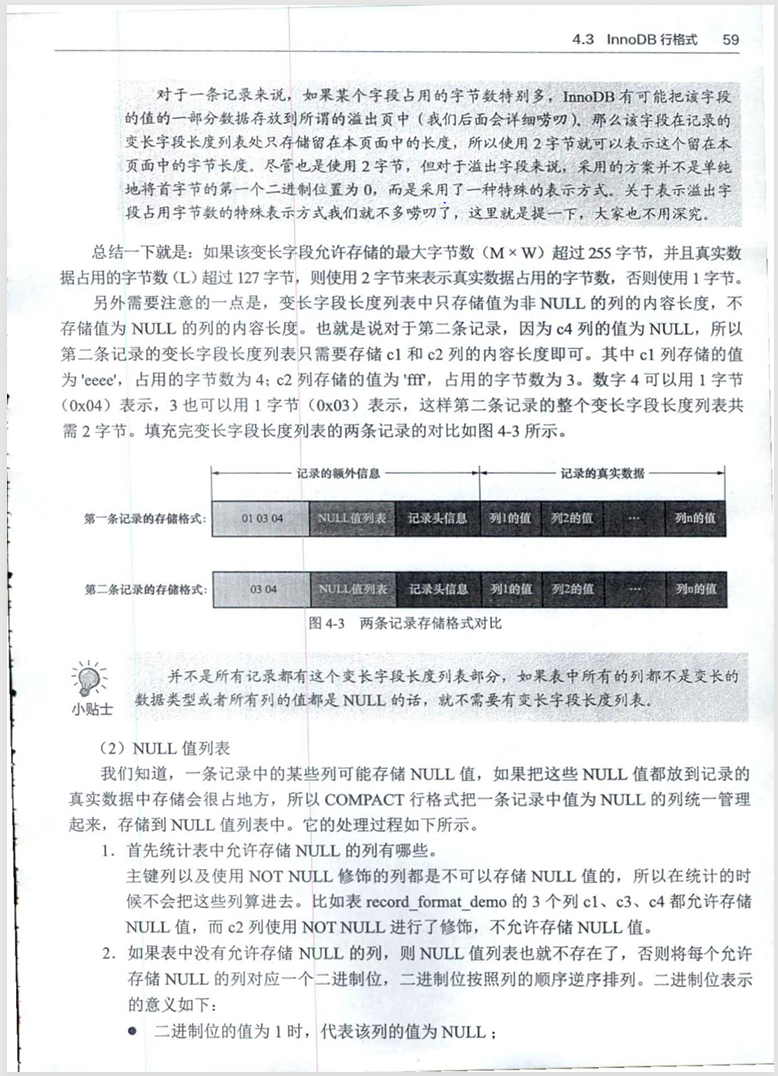 4.3 InnoDB 行格式 59
对于一条记录来说，如果某个字段占用的字节数特别多，InnoDB 有可能把该字段
的值的一部分数据存放到所谓的溢出页中（我们后面会详细唠叨）。那么该字段在记录的
变长字段长度列表处只存储留在本页面中的长度，所以使用 2 字节就可以表示这个留在本
页面中的字节长度。尽管也是使用 2 字节，但对于溢出字段来说，采用的方案并不是单纯
地将首字节的第一个二进制位置为 0，而是采用了一种特殊的表示方式。关于表示溢出字
段占用字节数的特殊表示方式我们就不多唠叨了，这里就是提一下，大家也不用深究。
总结一下就是：如果该变长字段允许存储的最大字节数（M × W）超过 255 字节，并且真实数
据占用的字节数（L）超过 127 字节，则使用 2 字节来表示真实数据占用的字节数，否则使用 1 字节。
另外需要注意的一点是，变长字段长度列表中只存储值为非 NULL 的列的内容长度，不
存储值为 NULL 的列的内容长度。也就是说对于第二条记录，因为 c4 列的值为 NULL，所以
第二条记录的变长字段长度列表只需要存储 c1 和 c2 列的内容长度即可。其中 c1 列存储的值
为 'eeee'，占用的字节数为 4；c2 列存储的值为 'fff'，占用的字节数为 3。数字 4 可以用 1 字节
（0x04）表示，3 也可以用 1 字节（0x03）表示，这样第二条记录的整个变长字段长度列表共
需 2 字节。填充完变长字段长度列表的两条记录的对比如图 4-3 所示。
记录的额外信息 记录的真实数据
第一条记录的存储格式: 01 03 04 NULL值列表 记录头信息 列1的值 列2的值 … 列n的值
第二条记录的存储格式: 03 04 NULL值列表 记录头信息 列1的值 列2的值 … 列n的值
图 4-3 两条记录存储格式对比
并不是所有记录都有这个变长字段长度列表部分，如果表中所有的列都不是变长的
数据类型或者所有列的值都是 NULL 的话，就不需要有变长字段长度列表。
小贴士
（2）NULL 值列表
我们知道，一条记录中的某些列可能存储 NULL 值，如果把这些 NULL 值都放到记录的
真实数据中存储会很占地方，所以 COMPACT 行格式把一条记录中值为 NULL 的列统一管理
起来，存储到 NULL 值列表中。它的处理过程如下所示。
1. 首先统计表中允许存储 NULL 的列有哪些。
主键列以及使用 NOT NULL 修饰的列都是不可以存储 NULL 值的，所以在统计的时
候不会把这些列算进去。比如表 record_format_demo 的 3 个列 c1、c3、c4 都允许存储
NULL 值，而 c2 列使用 NOT NULL 进行了修饰，不允许存储 NULL 值。
2. 如果表中没有允许存储 NULL 的列，则 NULL 值列表也就不存在了，否则将每个允许
存储 NULL 的列对应一个二进制位，二进制位按照列的顺序逆序排列。二进制位表示
的意义如下：
● 二进制位的值为 1 时，代表该列的值为 NULL；